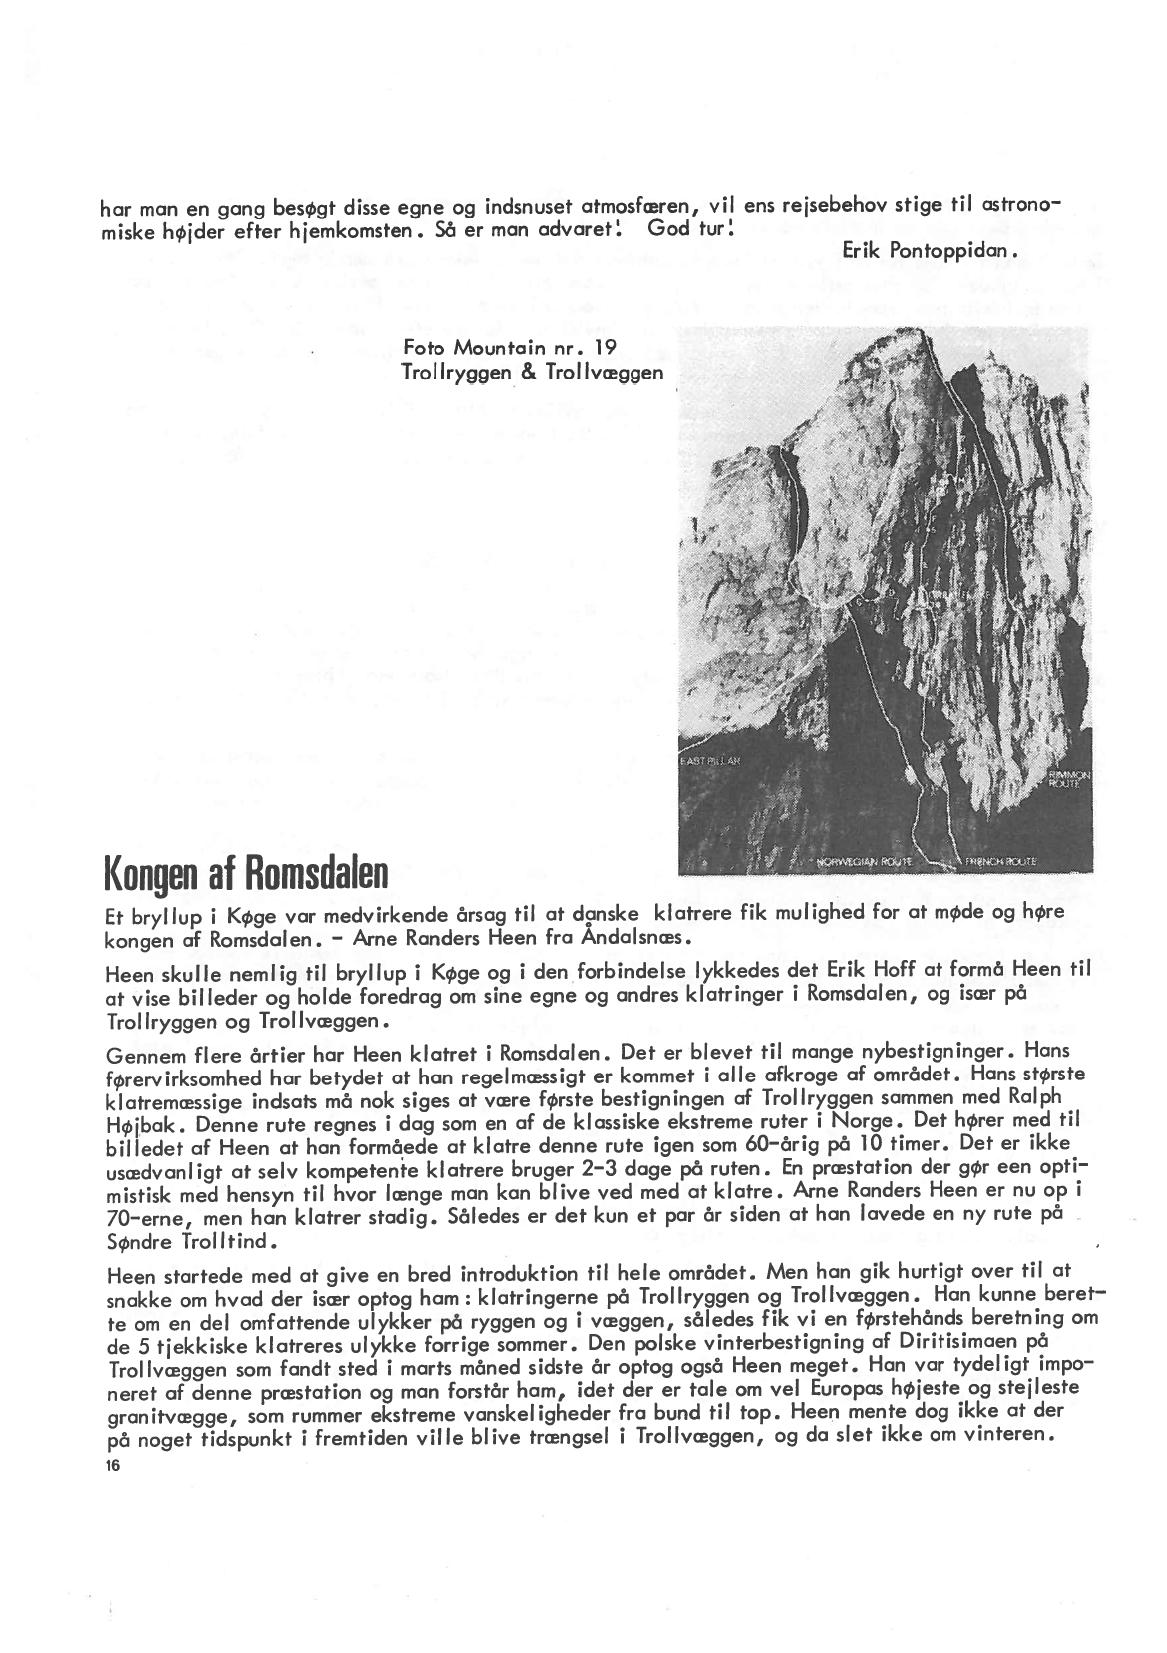 har man en gang besøgt disse egne og indsnuset atmosfæren, vil ens rejsebehov stige til astrono-
miske højder efter hjemkomsten. Så er man advaret! God tur!
Erik Pontoppidan.
Foto Mountain nr. 19
Trollryggen & Trollvæggen
EAST PILLAR
RIMMON
ROUTE
NORWEGIAN ROUTE
FRENCH ROUTE
Kongen af Romsdalen
Et bryllup i Køge var medvirkende årsag til at danske klatrere fik mulighed for at møde og høre
kongen af Romsdalen. - Arne Randers Heen fra Åndalsnæs.
Heen skulle nemlig til bryllup i Køge og i den forbindelse lykkedes det Erik Hoff at formå Heen til
at vise billeder og holde foredrag om sine egne og andres klatringer i Romsdalen, og især på
Trollryggen og Trollvæggen.
Gennem flere årtier har Heen klatret i Romsdalen. Det er blevet til mange nybestigninger. Hans
førervirksomhed har betydet at han regelmæssigt er kommet i alle afkroge af området. Hans største
klatremæssige indsats må nok siges at være første bestigningen af Trollryggen sammen med Ralph
Højbak. Denne rute regnes i dag som en af de klassiske ekstreme ruter i Norge. Det hører med til
billedet af Heen at han formåede at klatre denne rute igen som 60-årig på 10 timer. Det er ikke
usædvanligt at selv kompetente klatrere bruger 2-3 dage på ruten. En præstation der gør een opti-
mistisk med hensyn til hvor længe man kan blive ved med at klatre. Arne Randers Heen er nu op i
70-erne, men han klatrer stadig. Således er det kun et par år siden at han lavede en ny rute på
Søndre Trolltind.
Heen startede med at give en bred introduktion til hele området. Men han gik hurtigt over til at
snakke om hvad der især optog ham : klatringerne på Trollryggen og Trollvæggen. Han kunne beret-
te om en del omfattende ulykker på ryggen og i væggen, således fik vi en førstehånds beretning om
de 5 tjekkiske klatreres ulykke forrige sommer. Den polske vinterbestigning af Diritisimaen på
Trollvæggen som fandt sted i marts måned sidste år optog også Heen meget. Han var tydeligt impo-
neret af denne præstation og man forstår ham, idet der er tale om vel Europas højeste og stejleste
granitvægge, som rummer ekstreme vanskeligheder fra bund til top. Heen mente dog ikke at der
på noget tidspunkt i fremtiden ville blive trængsel i Trollvæggen, og da slet ikke om vinteren.
16